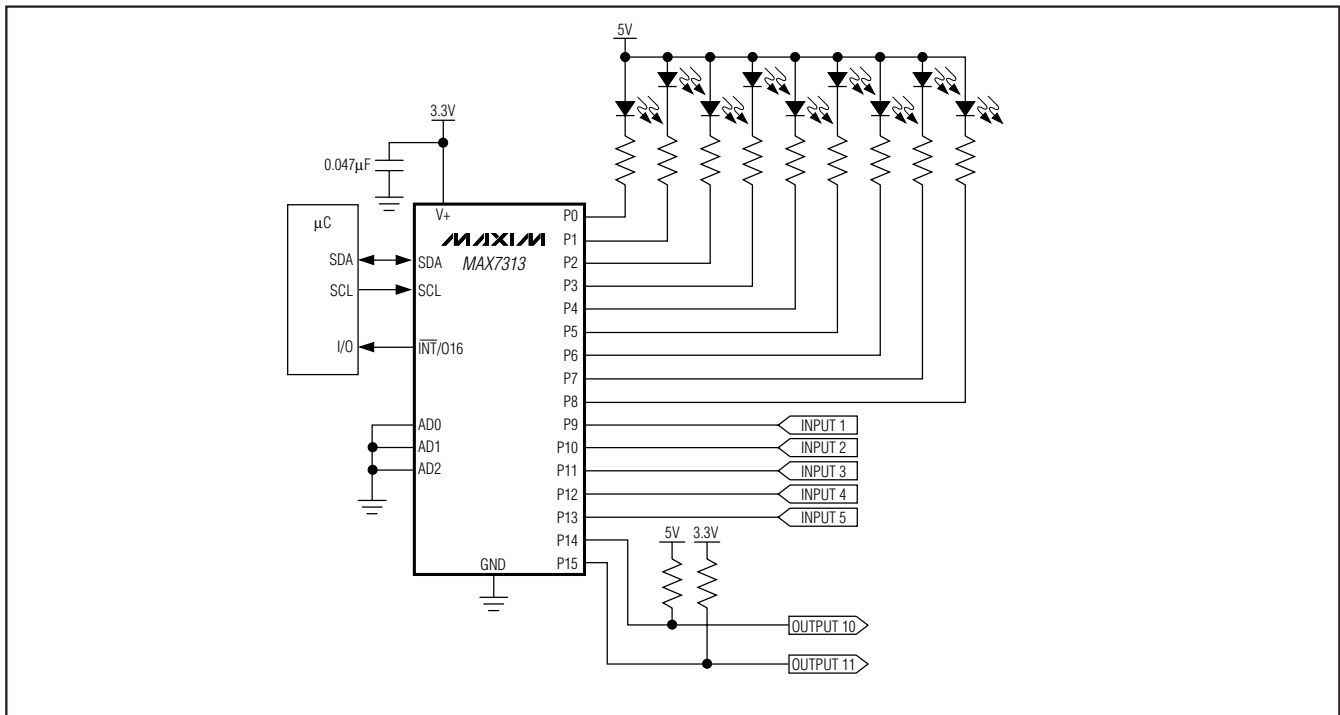 5V
3.3V
0.047µF
µC
SDA
SCL
I/O
V+
MAXIM
MAX7313
SDA
SCL
INT/O16
AD0
AD1
AD2
GND
P0
P1
P2
P3
P4
P5
P6
P7
P8
P9
P10
P11
P12
P13
P14
P15
INPUT 1
INPUT 2
INPUT 3
INPUT 4
INPUT 5
5V
3.3V
OUTPUT 10
OUTPUT 11